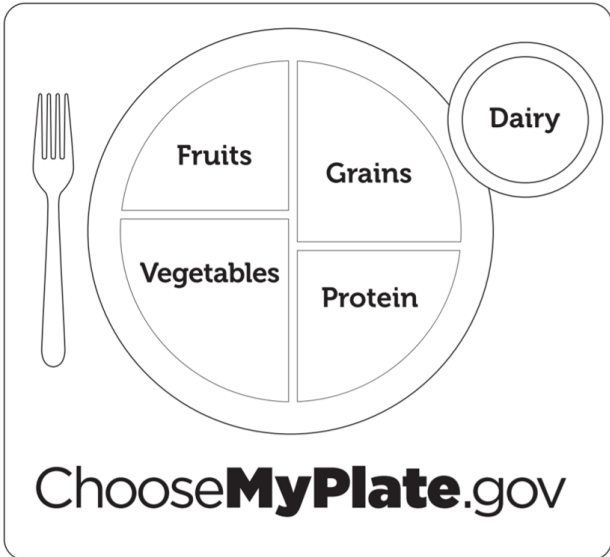 Fruits
Grains
Dairy
Vegetables
Protein
ChooseMyPlate.gov